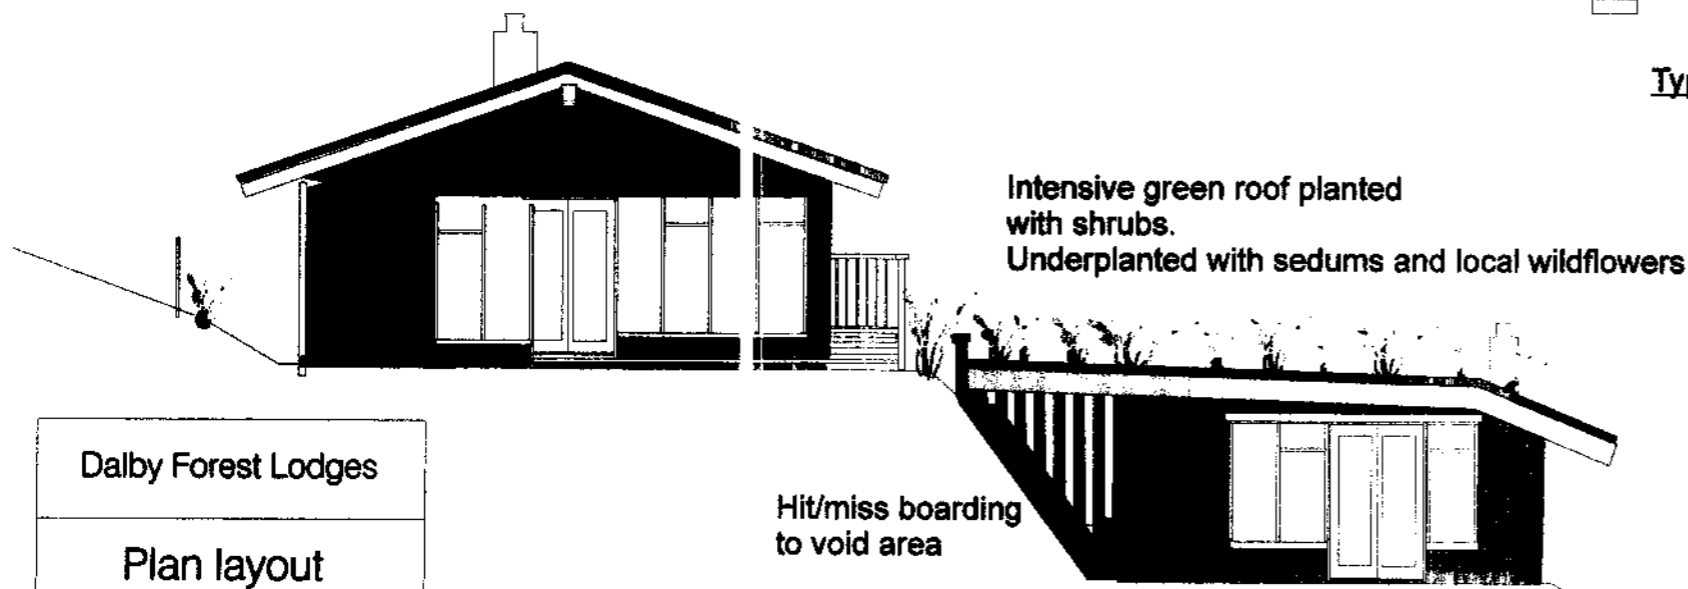 Intensive green roof planted
with shrubs.
Underplanted with sedums and local wildflowers
Dalby Forest Lodges
Plan layout
Hit/miss boarding
to void area